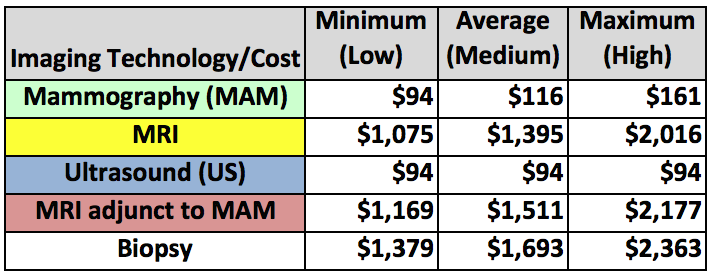 Imaging Technology/Cost Minimum (Low) Average (Medium) Maximum (High)
Mammography (MAM) $94 $116 $161
MRI $1,075 $1,395 $2,016
Ultrasound (US) $94 $94 $94
MRI adjunct to MAM $1,169 $1,511 $2,177
Biopsy $1,379 $1,693 $2,363